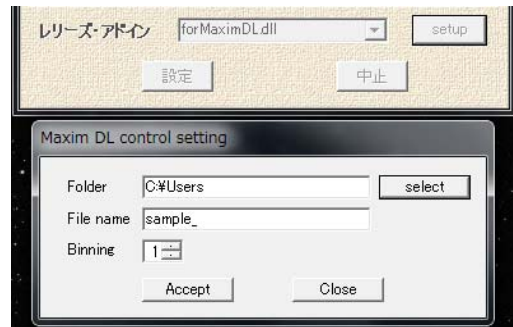 レリーズ・アドイン forMaximDL.dll setup
設定 中止
Maxim DL control setting
Folder C:¥Users select
File name sample_
Binning 1
Accept Close